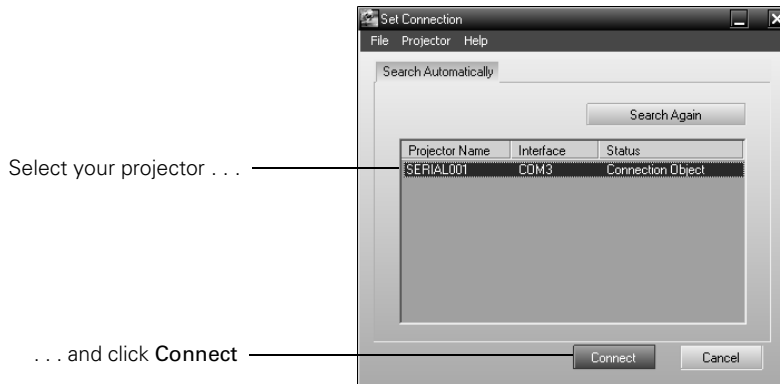 Set Connection
File Projector Help
Search Automatically
Search Again
Projector Name Interface Status
Select your projector . . .
SERIAL001 COM3 Connection Object
. . . and click Connect
Connect Cancel